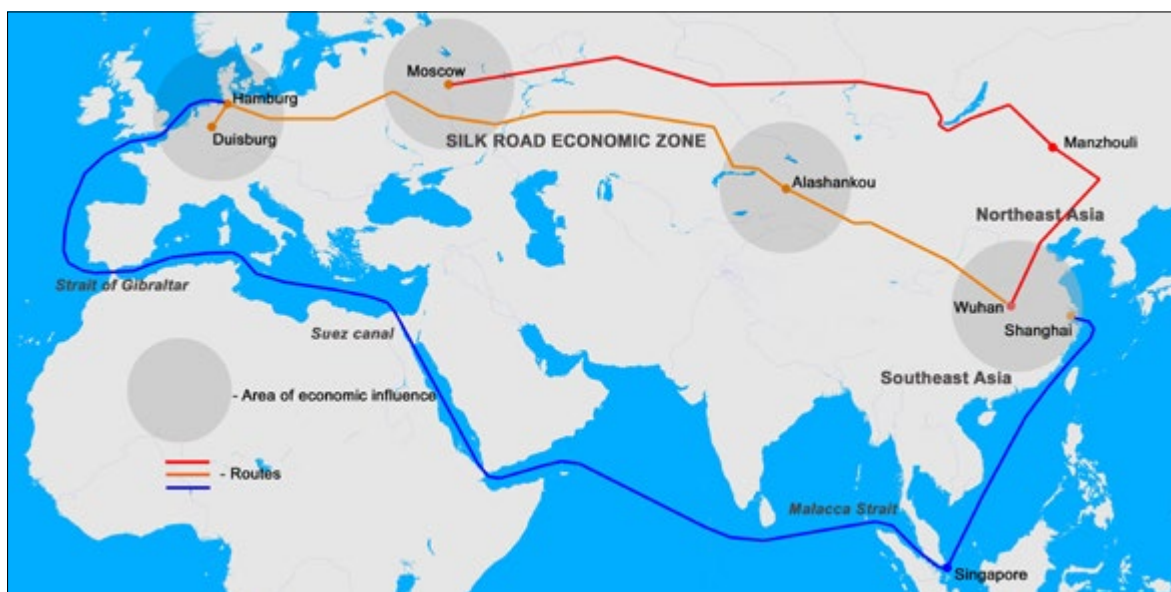 Moscow
Hamburg
Duisburg
SILK ROAD ECONOMIC ZONE
Manzhouli
Alashankou
Northeast Asia
Strait of Gibraltar
Wuhan
Suez canal
Shanghai
Southeast Asia
- Area of economic influence
- Routes
Malacca Strait
Singapore